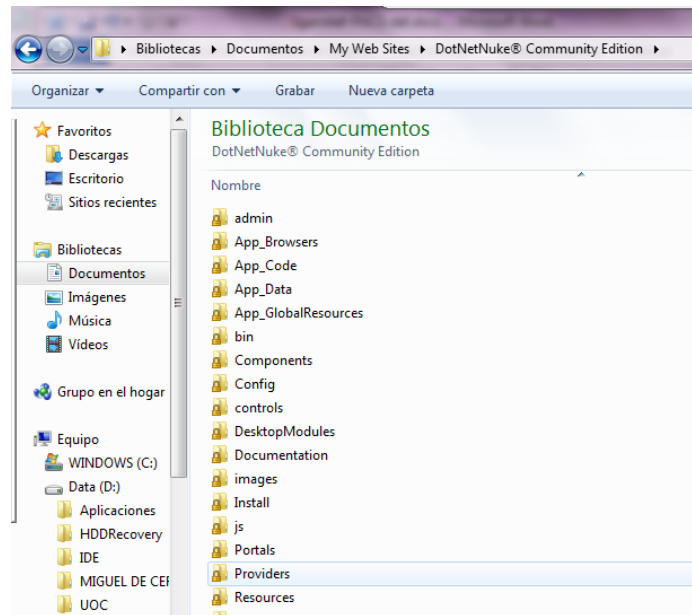 Bibliotecas ▸ Documentos ▸ My Web Sites ▸ DotNetNuke® Community Edition ▸
Organizar Compartir con Grabar Nueva carpeta
Favoritos
Descargas
Escritorio
Sitios recientes
Bibliotecas
Documentos
Imágenes
Música
Vídeos
Grupo en el hogar
Equipo
WINDOWS (C:)
Data (D:)
Aplicaciones
HDDRecovery
IDE
MIGUEL DE CER
UOC
Biblioteca Documentos
DotNetNuke® Community Edition
Nombre
admin
App_Browsers
App_Code
App_Data
App_GlobalResources
bin
Components
Config
controls
DesktopModules
Documentation
images
Install
js
Portals
Providers
Resources